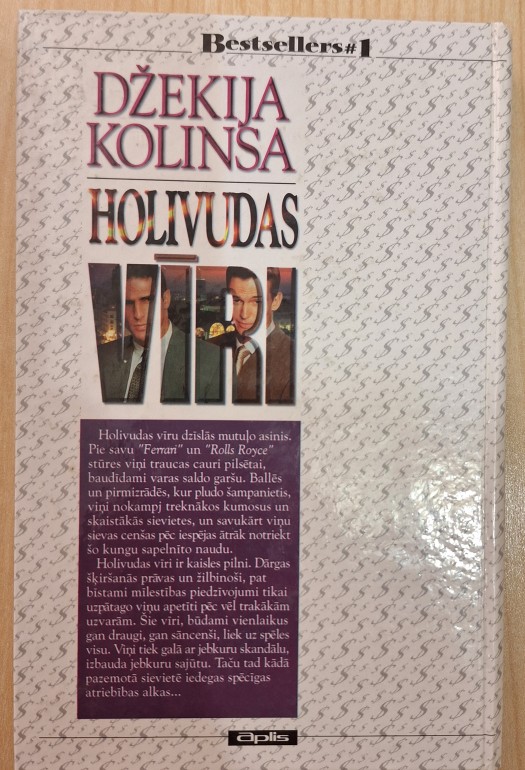 Bestsellers#1
DŽEKIJA
KOLINSA
HOLIVUDAS
VĪRI
Holivudas vīru dzīslās mutuļo asinis.
Pie savu "Ferrari" un "Rolls Royce"
stūres viņi traucas cauri pilsētai,
baudīdami varas saldo garšu. Ballēs
un pirmizrādēs, kur plūdo šampanietis,
viņi nokampj treknākos kumosus un
skaistākās sievietes, un savukārt viņu
sievas cenšas pēc iespējas ātrāk notriekt
šo kungu sapelnīto naudu.
Holivudas vīri ir kaisles pilni. Dārgas
šķiršanās prāvas un žilbinoši, pat
bīstami mīlestības piedzīvojumi tikai
uzpātago viņu apetīti pēc vēl trakākām
uzvarām. Šie vīri, būdami vienlaikus
gan draugi, gan sāncenši, liek uz spēles
visu. Viņi tiek galā ar jebkuru skandālu,
izbauda jebkuru sajūtu. Taču tad kādā
pazemotā sievietē iedegas spēcīgas
atriebības alkas...
aplis